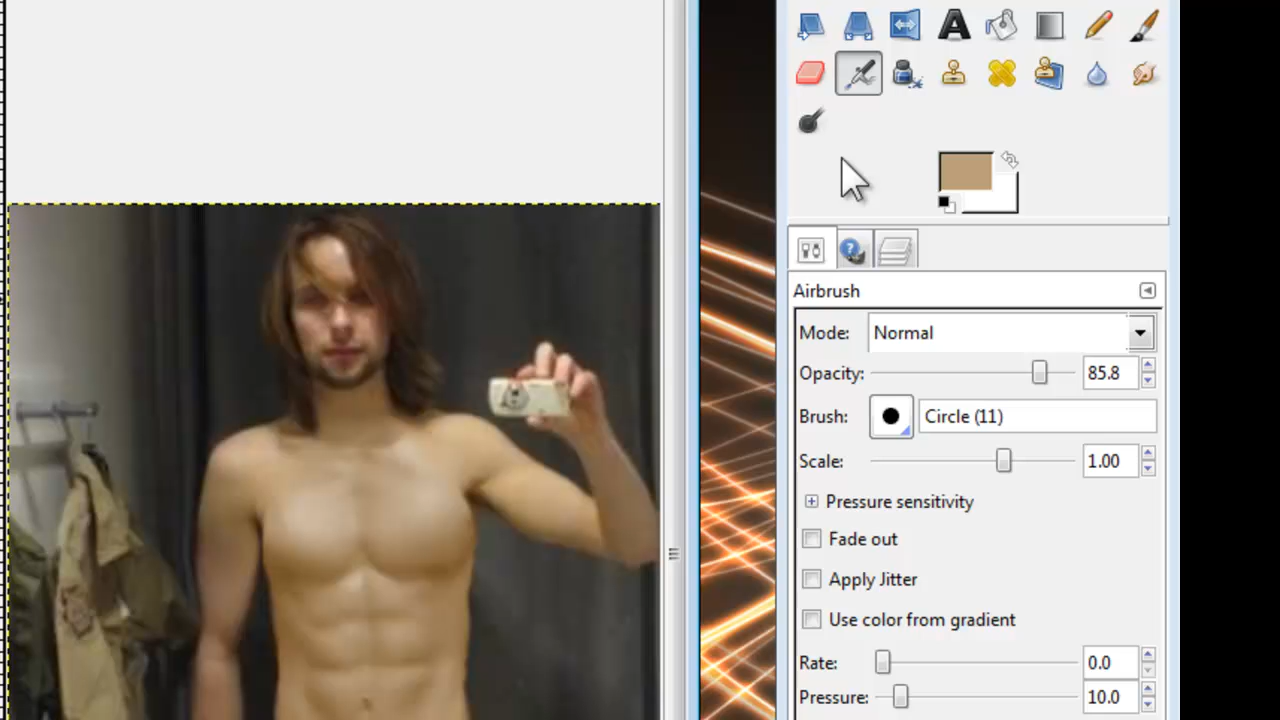 Airbrush
Mode: Normal
Opacity: 85.8
Brush: Circle (11)
Scale: 1.00
Pressure sensitivity
Fade out
Apply Jitter
Use color from gradient
Rate: 0.0
Pressure: 10.0